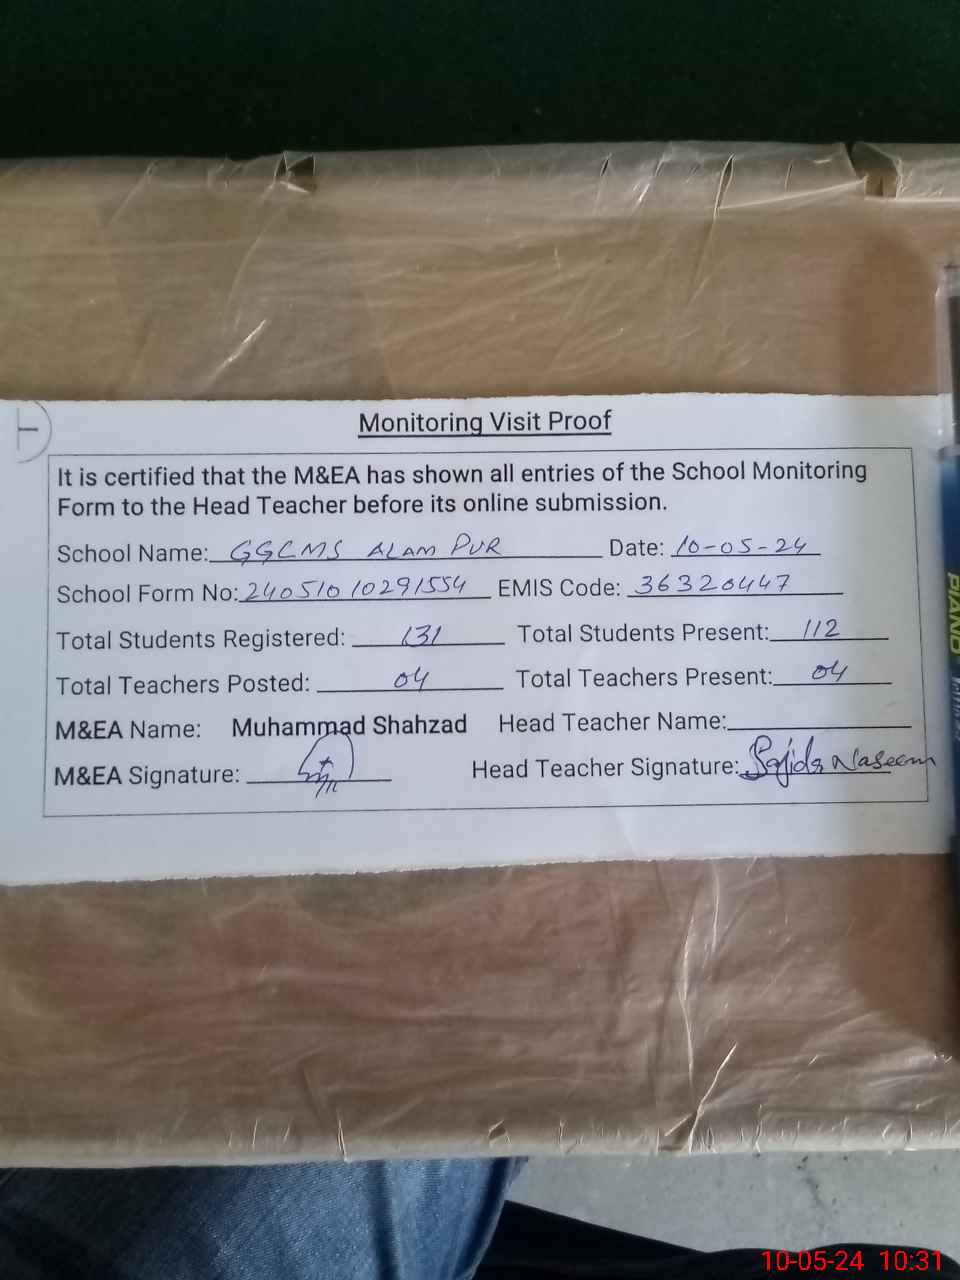 Monitoring Visit Proof
It is certified that the M&EA has shown all entries of the School Monitoring
Form to the Head Teacher before its online submission.
School Name: GGCMS ALAM PUR Date: 10-05-24
School Form No: 24051010291554 EMIS Code: 36320447
Total Students Registered: 131 Total Students Present: 112
Total Teachers Posted: 04 Total Teachers Present: 04
M&EA Name: Muhammad Shahzad Head Teacher Name:
M&EA Signature: Head Teacher Signature: Sajida Naseem
PIANO
10-05-24 10:31